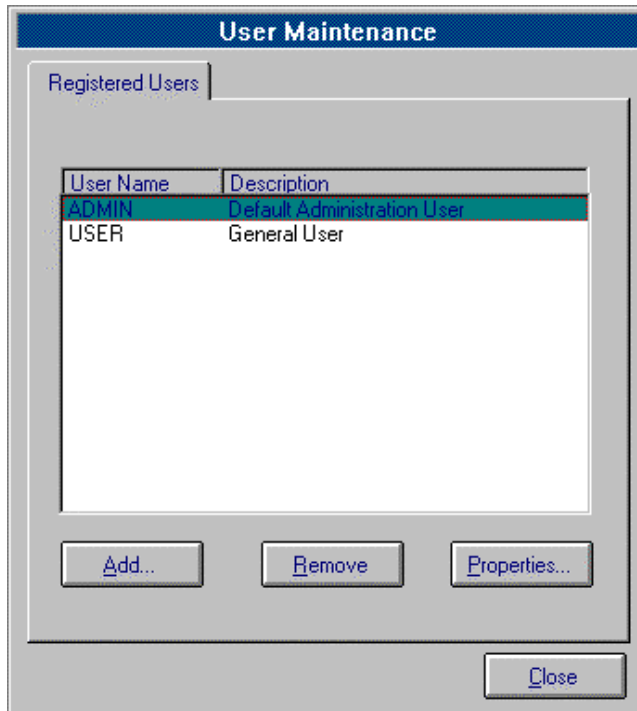 User Maintenance
Registered Users
User Name Description
ADMIN Default Administration User
USER General User
Add... Remove Properties...
Close